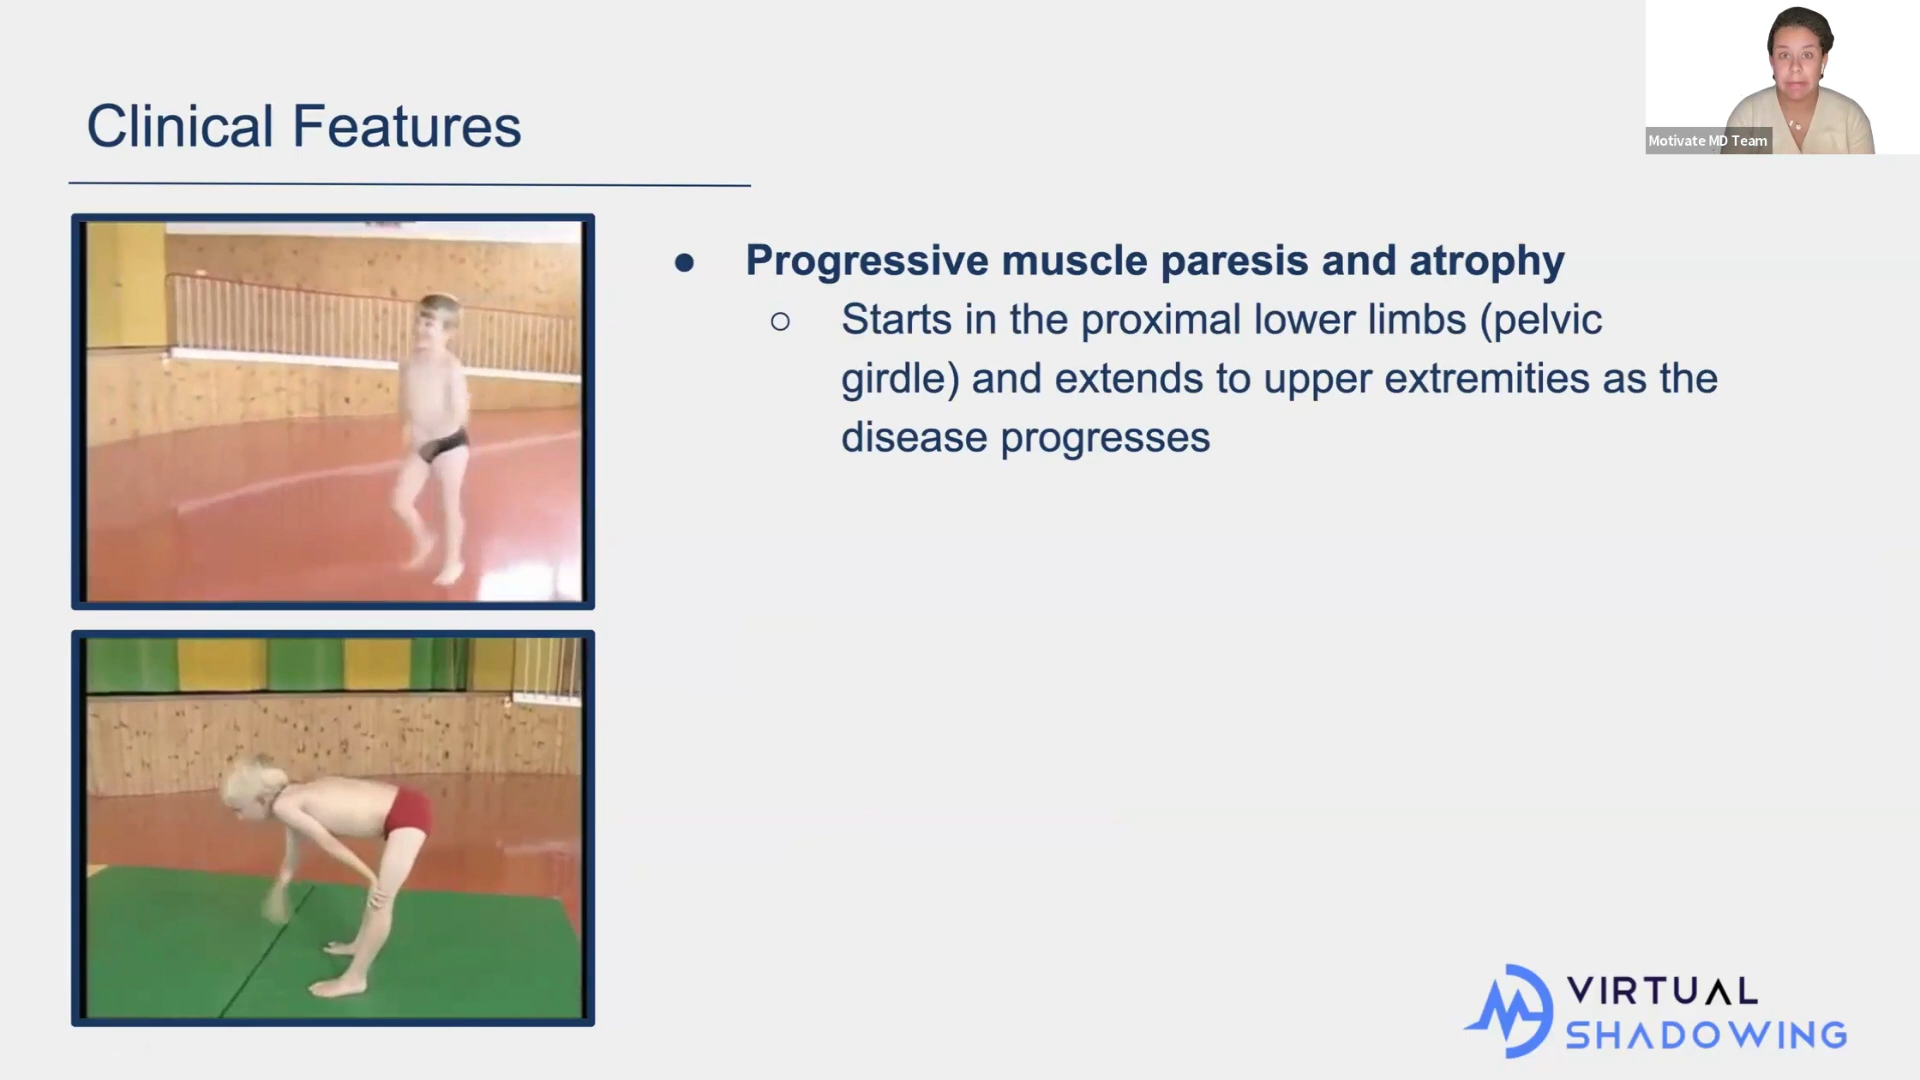 Clinical Features
Motivate MD Team
● Progressive muscle paresis and atrophy
○ Starts in the proximal lower limbs (pelvic
girdle) and extends to upper extremities as the
disease progresses
VIRTUAL
SHADOWING